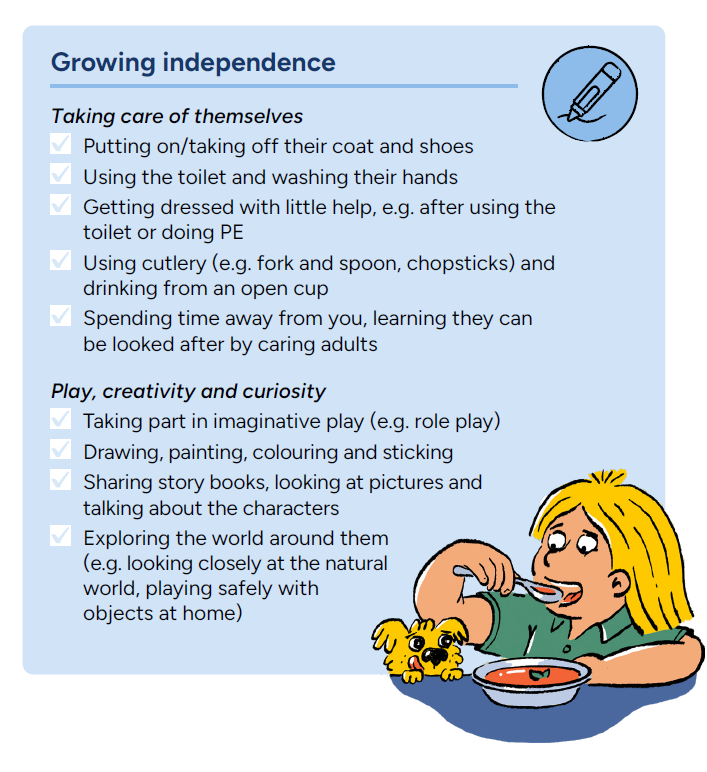 Growing independence
Taking care of themselves
Putting on/taking off their coat and shoes
Using the toilet and washing their hands
Getting dressed with little help, e.g. after using the
toilet or doing PE
Using cutlery (e.g. fork and spoon, chopsticks) and
drinking from an open cup
Spending time away from you, learning they can
be looked after by caring adults
Play, creativity and curiosity
Taking part in imaginative play (e.g. role play)
Drawing, painting, colouring and sticking
Sharing story books, looking at pictures and
talking about the characters
Exploring the world around them
(e.g. looking closely at the natural
world, playing safely with
objects at home)